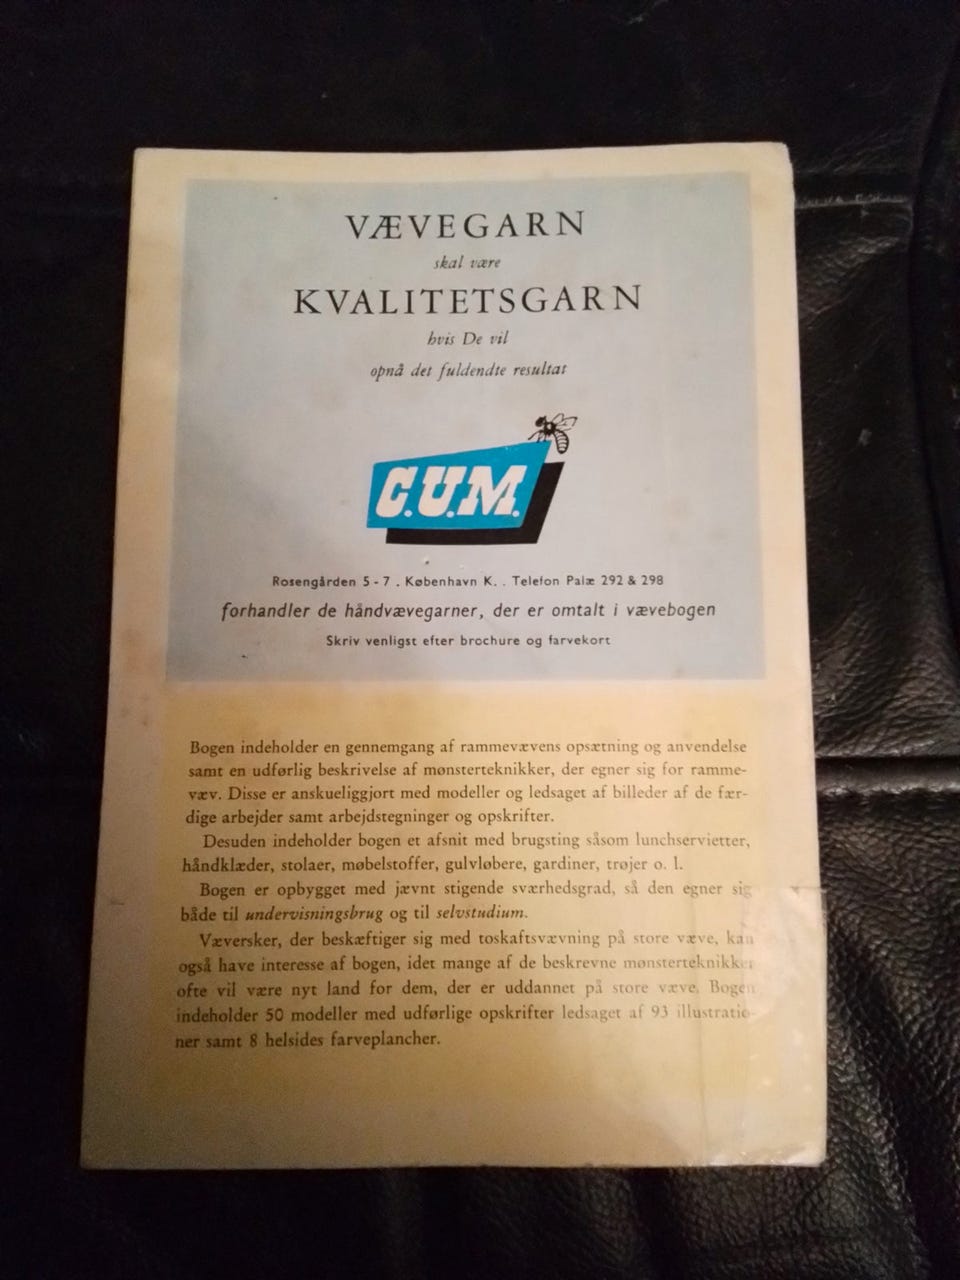 VÆVEGARN
skal være
KVALITETSGARN
hvis De vil
opnå det fuldendte resultat
C.U.M.
Rosengården 5 - 7 . København K. . Telefon Palæ 292 & 298
forhandler de håndvævegarner, der er omtalt i vævebogen
Skriv venligst efter brochure og farvekort
Bogen indeholder en gennemgang af rammevævens opsætning og anvendelse
samt en udførlig beskrivelse af mønsterteknikker, der egner sig for ramme-
væv. Disse er anskueliggjort med modeller og ledsaget af billeder af de fær-
dige arbejder samt arbejdstegninger og opskrifter.
Desuden indeholder bogen et afsnit med brugsting såsom lunchservietter,
håndklæder, stolaer, møbelstoffer, gulvløbere, gardiner, trøjer o. l.
Bogen er opbygget med jævnt stigende sværhedsgrad, så den egner sig
både til undervisningsbrug og til selvstudium.
Væversker, der beskæftiger sig med toskaftsvævning på store væve, kan
også have interesse af bogen, idet mange af de beskrevne mønsterteknikker
ofte vil være nyt land for dem, der er uddannet på store væve. Bogen
indeholder 50 modeller med udførlige opskrifter ledsaget af 93 illustratio-
ner samt 8 helsides farveplancher.